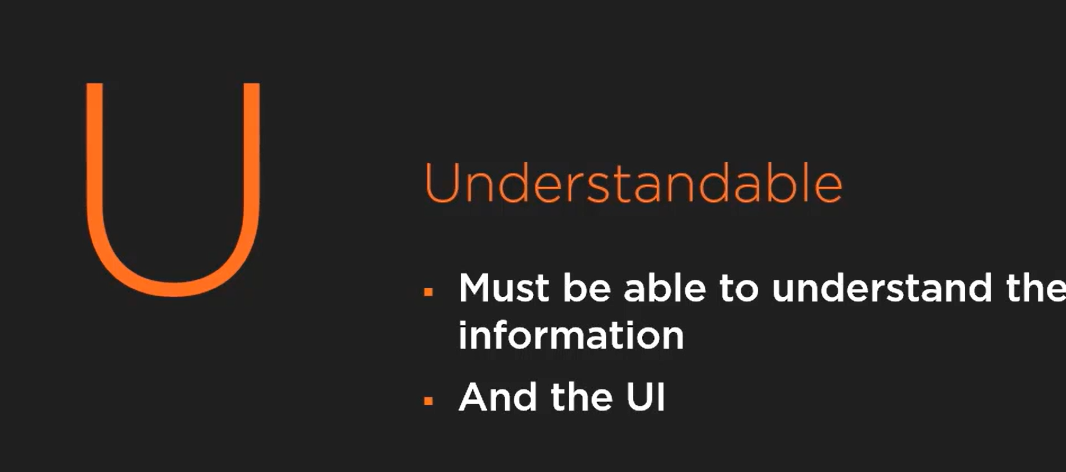 U
Understandable
▪ Must be able to understand the
information
▪ And the UI